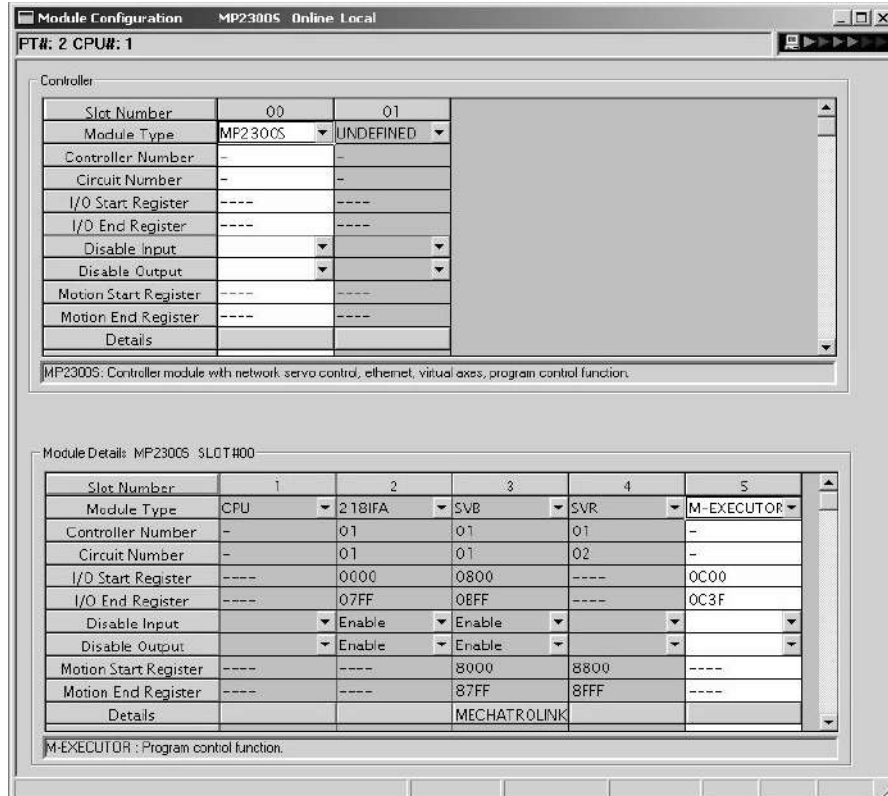 Module Configuration MP2300S Online Local
PT#: 2 CPU#: 1
Controller
Slot Number 00 01
Module Type MP2300S UNDEFINED
Controller Number - -
Circuit Number - -
I/O Start Register ---- ----
I/O End Register ---- ----
Disable Input
Disable Output
Motion Start Register ---- ----
Motion End Register ---- ----
Details
MP2300S: Controller module with network servo control, ethernet, virtual axes, program control function.
Module Details MP2300S SLOT#00
Slot Number 1 2 3 4 5
Module Type CPU 218IFA SVB SVR M-EXECUTOR
Controller Number - 01 01 01 -
Circuit Number - 01 01 02 -
I/O Start Register ---- 0000 0800 ---- 0C00
I/O End Register ---- 07FF 0BFF ---- 0C3F
Disable Input Enable Enable
Disable Output Enable Enable
Motion Start Register ---- ---- 8000 8800 ----
Motion End Register ---- ---- 87FF 8FFF ----
Details MECHATROLINK
M-EXECUTOR : Program control function.